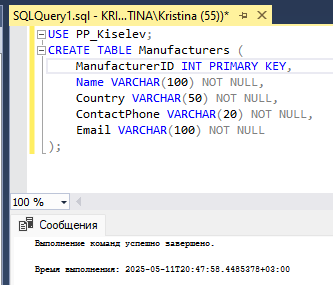 SQLQuery1.sql - KRI...TINA\Kristina (55))*
USE PP_Kiselev;
CREATE TABLE Manufacturers (
ManufacturerID INT PRIMARY KEY,
Name VARCHAR(100) NOT NULL,
Country VARCHAR(50) NOT NULL,
ContactPhone VARCHAR(20) NOT NULL,
Email VARCHAR(100) NOT NULL
);
100 %
Сообщения
Выполнение команд успешно завершено.
Время выполнения: 2025-05-11T20:47:58.4485378+03:00